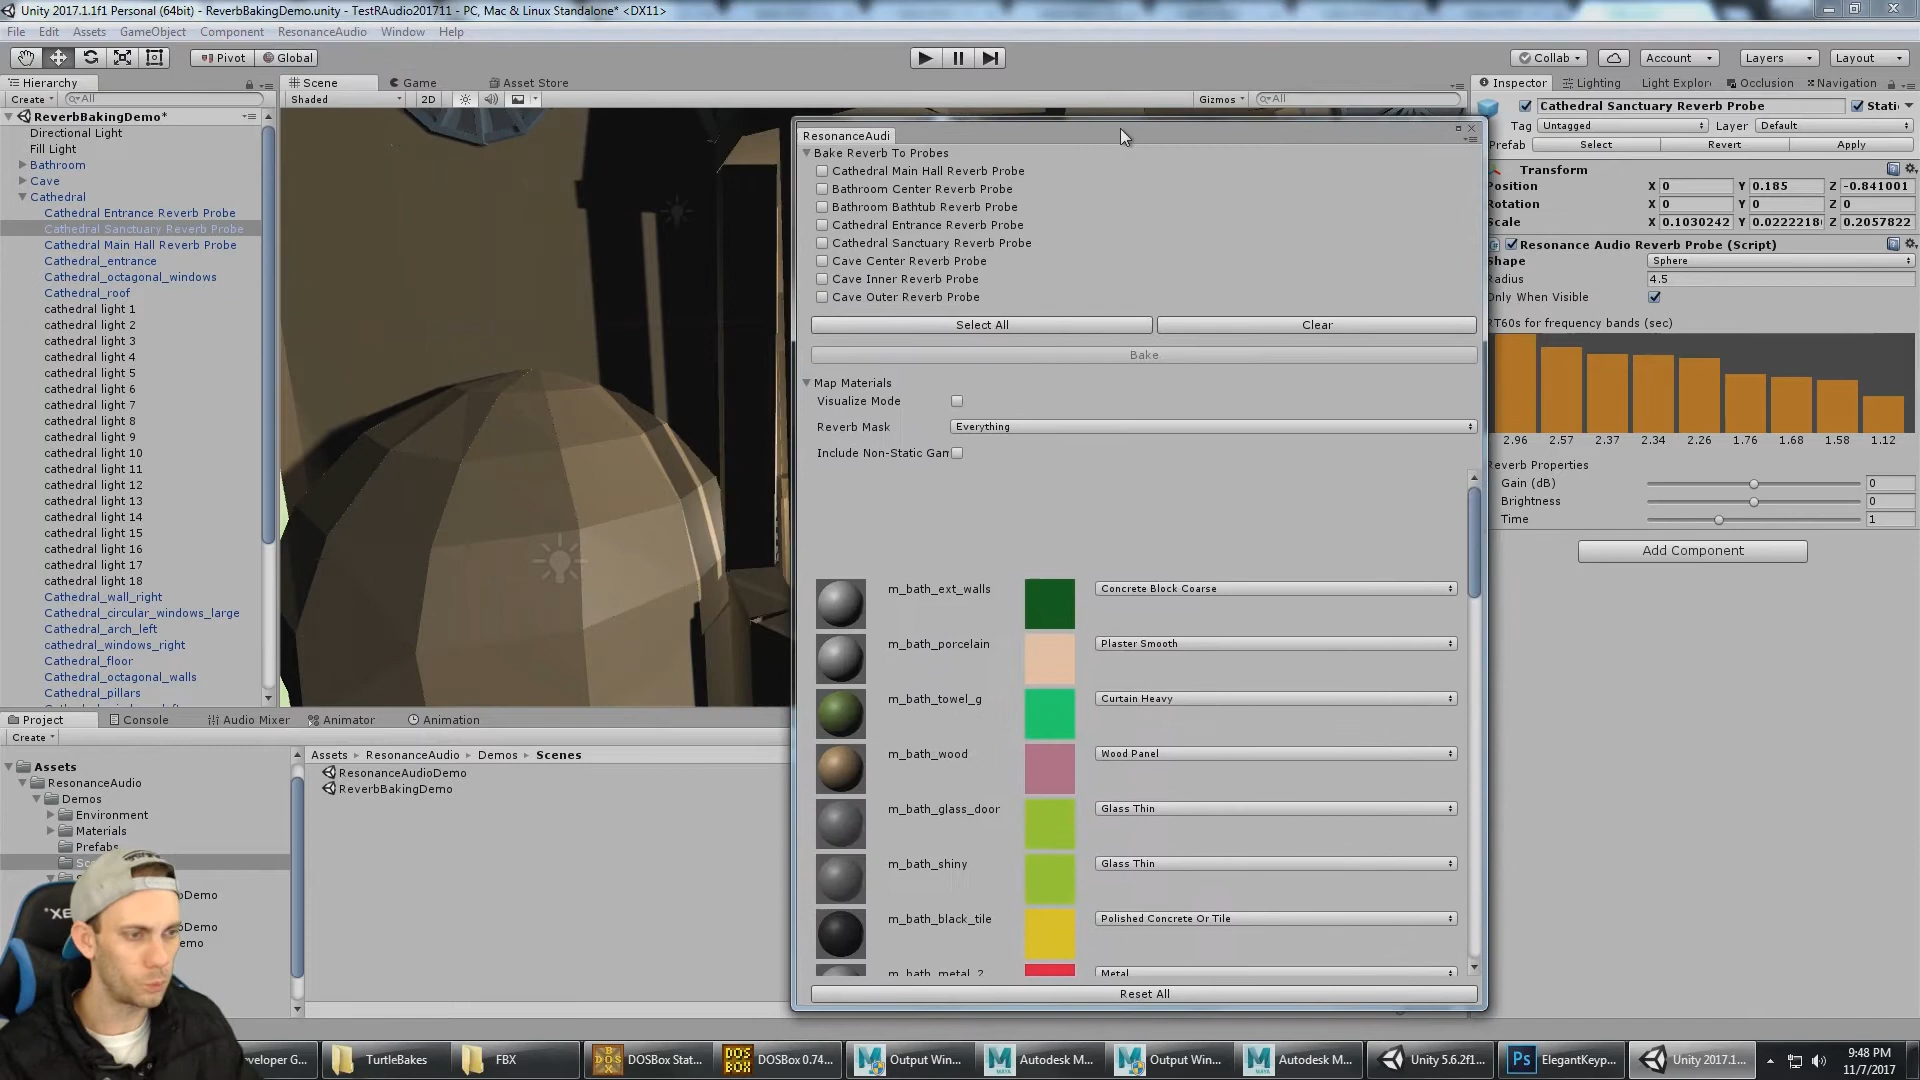 Unity 2017.1.1f1 Personal (64bit) - ReverbBakingDemo.unity - TestRAudio201711 - PC, Mac & Linux Standalone* <DX11>
File Edit Assets GameObject Component ResonanceAudio Window Help
Pivot Global Collab Account Layers Layout
Hierarchy Scene Game Asset Store Inspector Lighting Light Explor Occlusion Navigation
Create All Shaded 2D Gizmos All
ReverbBakingDemo*
Directional Light
Fill Light
Bathroom
Cave
Cathedral
Cathedral Entrance Reverb Probe
Cathedral Sanctuary Reverb Probe
Cathedral Main Hall Reverb Probe
Cathedral_entrance
Cathedral_octagonal_windows
Cathedral_roof
cathedral light 1
cathedral light 2
cathedral light 3
cathedral light 4
cathedral light 5
cathedral light 6
cathedral light 7
cathedral light 8
cathedral light 9
cathedral light 10
cathedral light 11
cathedral light 12
cathedral light 13
cathedral light 14
cathedral light 15
cathedral light 16
cathedral light 17
cathedral light 18
Cathedral_wall_right
Cathedral_circular_windows_large
Cathedral_arch_left
cathedral_windows_right
Cathedral_floor
Cathedral_octagonal_walls
Cathedral_pillars
ResonanceAudi
Bake Reverb To Probes
Cathedral Main Hall Reverb Probe
Bathroom Center Reverb Probe
Bathroom Bathtub Reverb Probe
Cathedral Entrance Reverb Probe
Cathedral Sanctuary Reverb Probe
Cave Center Reverb Probe
Cave Inner Reverb Probe
Cave Outer Reverb Probe
Select All Clear
Bake
Map Materials
Visualize Mode
Reverb Mask Everything
Include Non-Static Gan
m_bath_ext_walls Concrete Block Coarse
m_bath_porcelain Plaster Smooth
m_bath_towel_g Curtain Heavy
m_bath_wood Wood Panel
m_bath_glass_door Glass Thin
m_bath_shiny Glass Thin
m_bath_black_tile Polished Concrete Or Tile
m_bath_metal_2 Metal
Reset All
Cathedral Sanctuary Reverb Probe Stati
Tag Untagged Layer Default
Prefab Select Revert Apply
Transform
Position X 0 Y 0.185 Z -0.841001
Rotation X 0 Y 0 Z 0
Scale X 0.1030242 Y 0.0222218 Z 0.2057822
Resonance Audio Reverb Probe (Script)
Shape Sphere
Radius 4.5
Only When Visible
RT60s for frequency bands (sec)
2.96 2.57 2.37 2.34 2.26 1.76 1.68 1.58 1.12
Reverb Properties
Gain (dB) 0
Brightness 0
Time 1
Add Component
Project Console Audio Mixer Animator Animation
Create
Assets
ResonanceAudio
Demos
Environment
Materials
Prefabs
Sc
oDemo
oDemo
mo
Assets ResonanceAudio Demos Scenes
ResonanceAudioDemo
ReverbBakingDemo
eveloper G... TurtleBakes FBX DOSBox Stat... DOSBox 0.74... Output Win... Autodesk M... Output Win... Autodesk M... Unity 5.6.2f1... ElegantKeyp... Unity 2017.1...
9:48 PM
11/7/2017